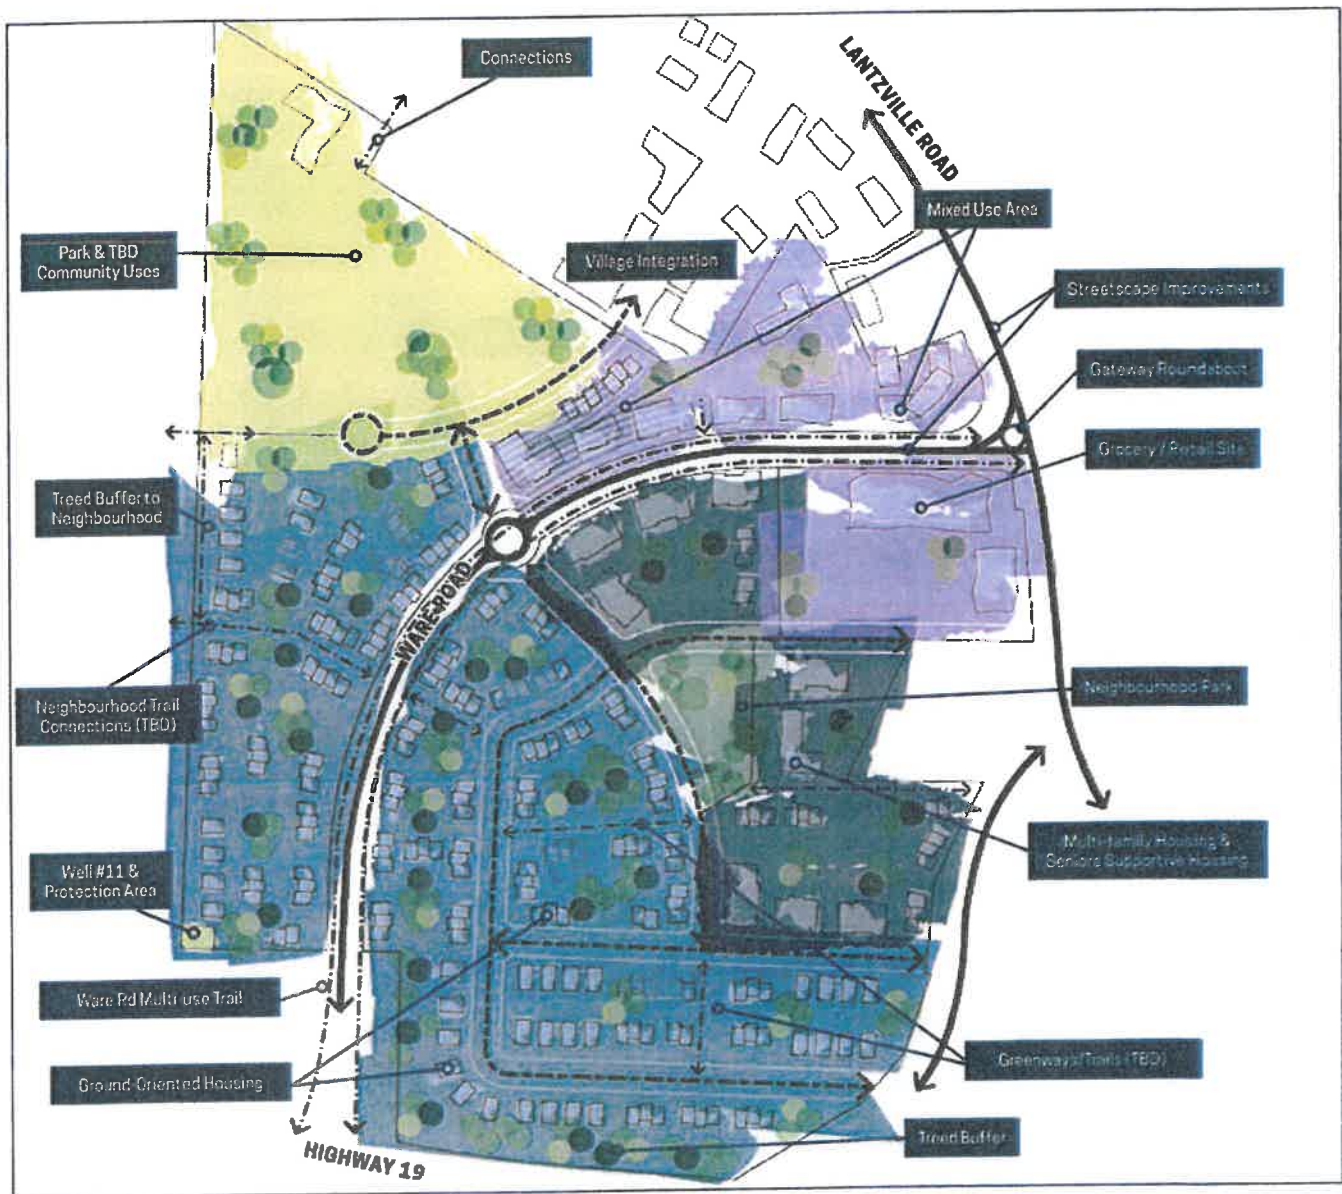 Connections
LANTZVILLE ROAD
Mixed Use Area
Park & TBD
Community Uses
Village Integration
Streetscape Improvements
Gateway Roundabout
Grocery / Retail Site
Treed Buffer to
Neighbourhood
WARE ROAD
Neighbourhood Trail
Connections (TBD)
Neighbourhood Park
Multi-family Housing &
Seniors Supportive Housing
Well #11 &
Protection Area
Ware Rd Multi-use Trail
Greenways/Trails (TBD)
Ground-Oriented Housing
Treed Buffer
HIGHWAY 19